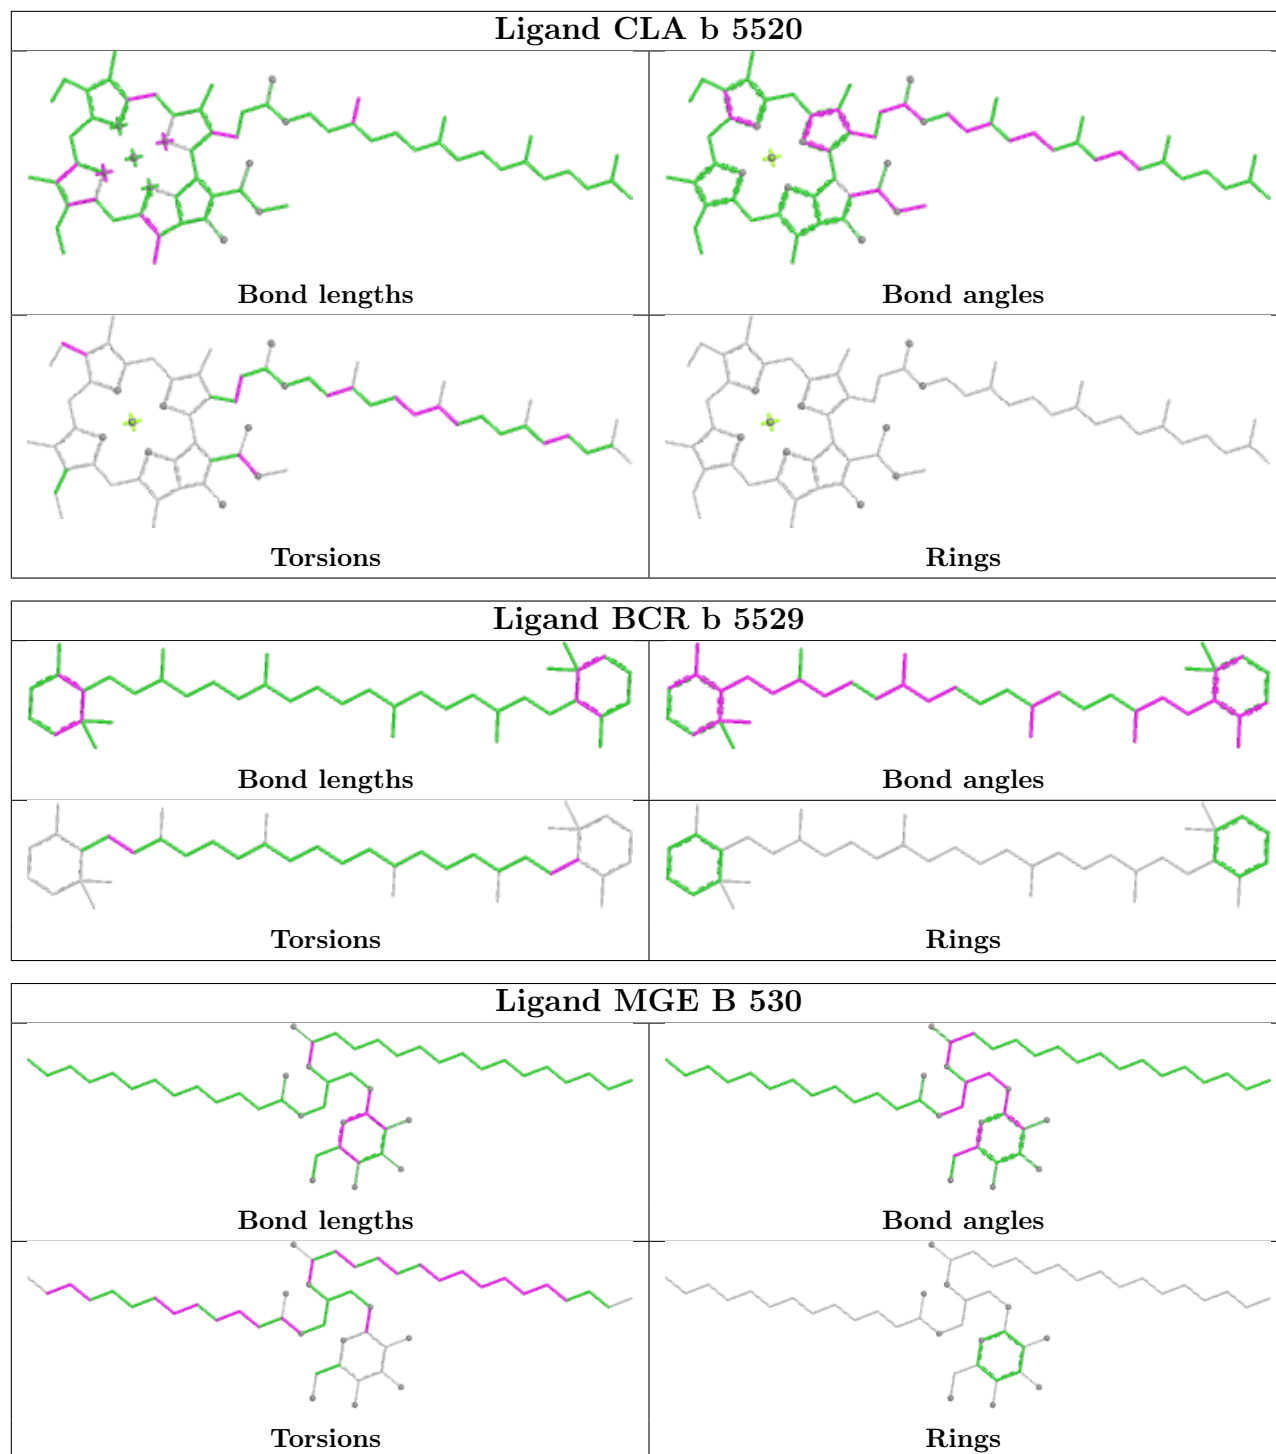 Ligand CLA b 5520
Bond lengths
Bond angles
Torsions
Rings
Ligand BCR b 5529
Bond lengths
Bond angles
Torsions
Rings
Ligand MGE B 530
Bond lengths
Bond angles
Torsions
Rings